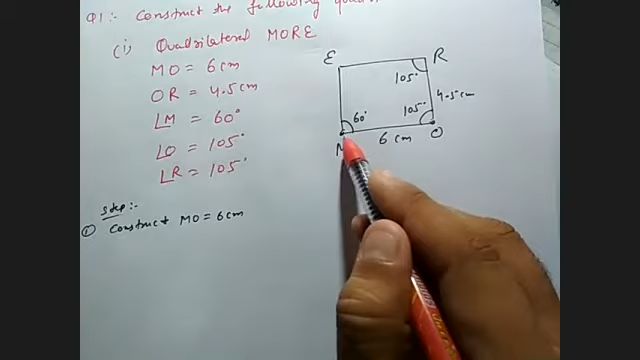 Q1:- Construct the following quadri
(i) Quadrilateral MORE
MO = 6 cm
OR = 4.5 cm
∠M = 60°
∠O = 105°
∠R = 105°
Step:-
① Construct MO = 6 cm
E
R
105°
4.5 cm
60°
105°
M
6 cm
O